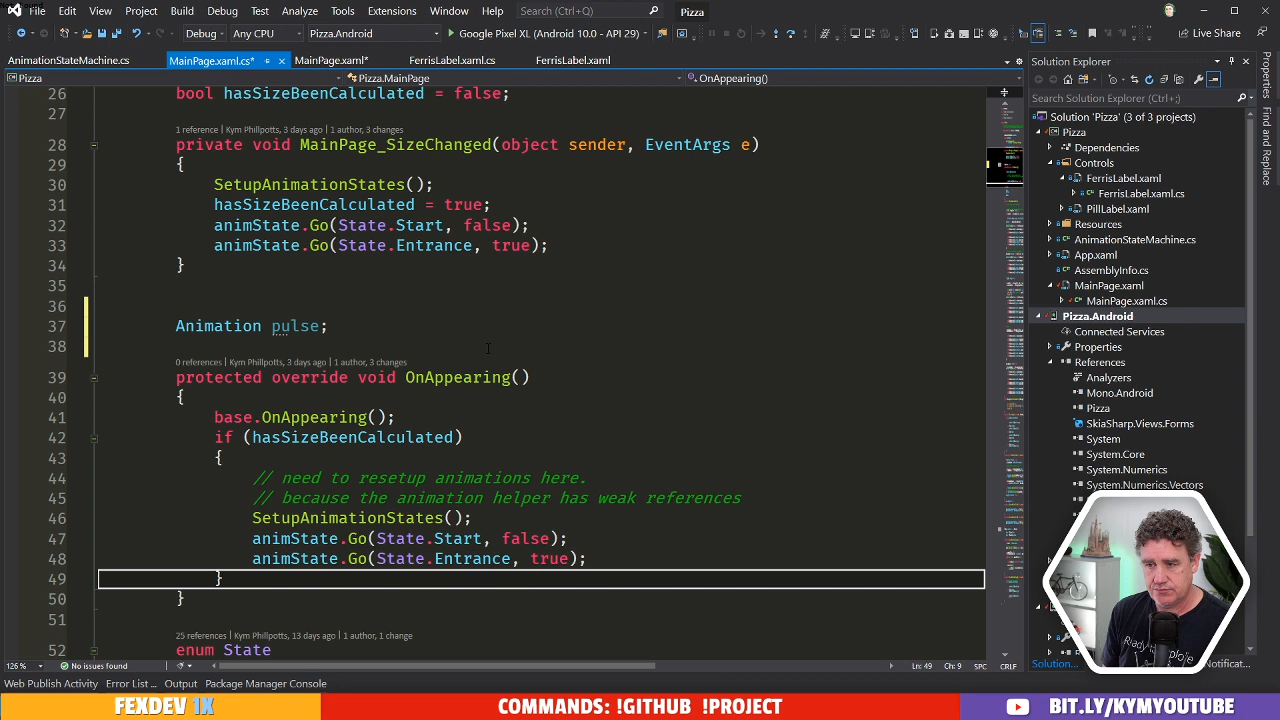 File Edit View Git Project Build Debug Test Analyze Tools Extensions Window Help Search (Ctrl+Q) Pizza
Debug Any CPU Pizza.Android Google Pixel XL (Android 10.0 - API 29) Live Share
AnimationStateMachine.cs MainPage.xaml.cs* MainPage.xaml* FerrisLabel.xaml.cs FerrisLabel.xaml
Pizza Pizza.MainPage OnAppearing()
26 bool hasSizeBeenCalculated = false;
27
1 reference | Kym Phillpotts, 3 days ago | 1 author, 3 changes
28 private void MainPage_SizeChanged(object sender, EventArgs e)
29 {
30 SetupAnimationStates();
31 hasSizeBeenCalculated = true;
32 animState.Go(State.Start, false);
33 animState.Go(State.Entrance, true);
34 }
35
36
37 Animation pulse;
38
0 references | Kym Phillpotts, 3 days ago | 1 author, 3 changes
39 protected override void OnAppearing()
40 {
41 base.OnAppearing();
42 if (hasSizeBeenCalculated)
43 {
44 // need to resetup animations here.
45 // because the animation helper has weak references
46 SetupAnimationStates();
47 animState.Go(State.Start, false);
48 animState.Go(State.Entrance, true);
49 }
50 }
51
25 references | Kym Phillpotts, 13 days ago | 1 author, 1 change
52 enum State
126 % No issues found Ln: 49 Ch: 9 SPC CRLF
Web Publish Activity Error List ... Output Package Manager Console
Solution Explorer
Search Solution Explorer (Ctrl+;)
Solution 'Pizza' (3 of 3 projects)
Pizza
Dependencies
Controls
FerrisLabel.xaml
FerrisLabel.xaml.cs
PillLabel.xaml
Resources
AnimationStateMachine.cs
App.xaml
AssemblyInfo.cs
MainPage.xaml
MainPage.xaml.cs
Pizza.Android
Connected Services
Properties
References
Analyzers
Mono.Android
Pizza
SkiaSharp.Views.Forms
System
System.Core
System.Numerics
System.Numerics.Vectors
Solution... Notificat...
Properties
Find and Replace
FEXDEV 1X
COMMANDS: !GITHUB !PROJECT
BIT.LY/KYMYOUTUBE